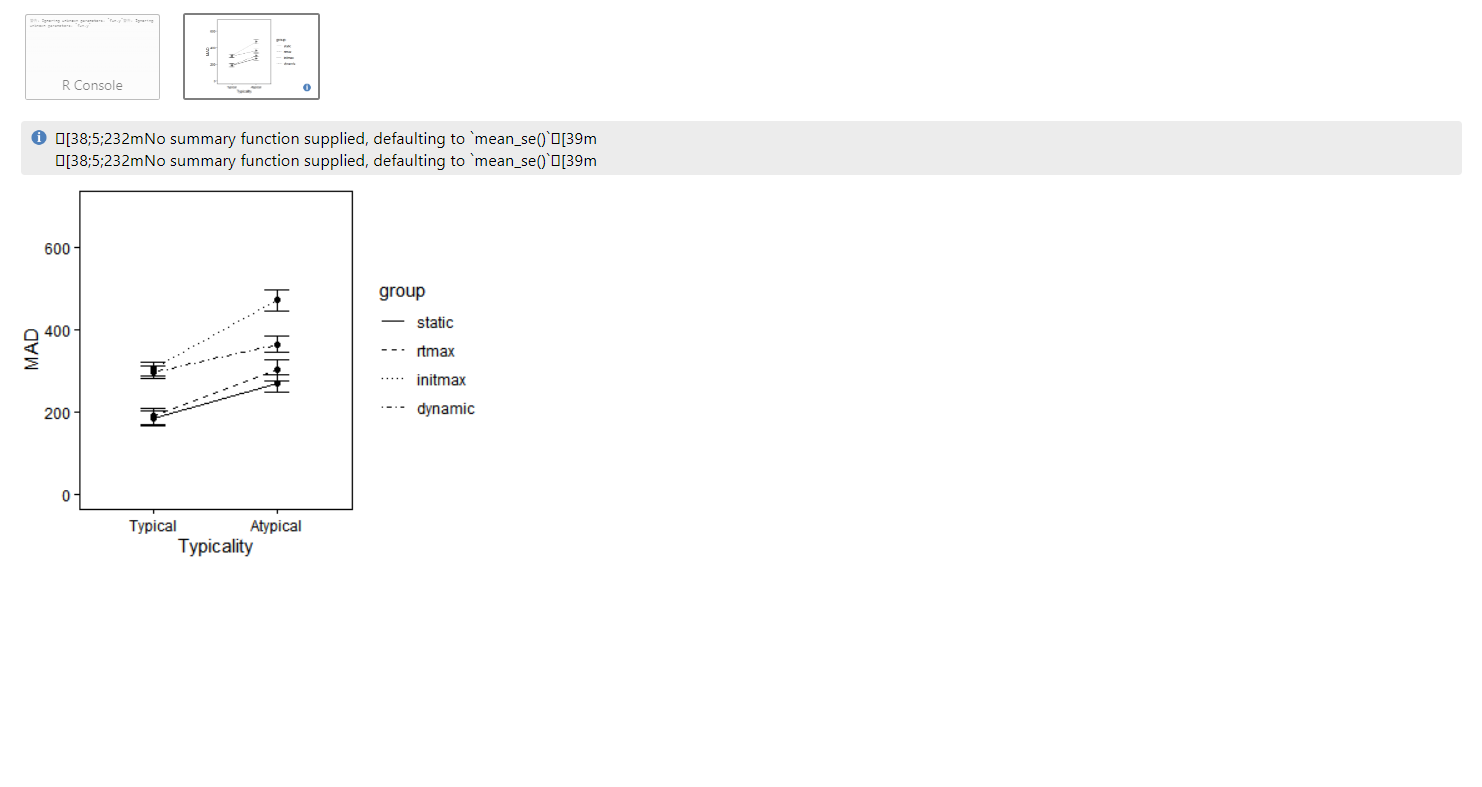 R Console
[38;5;232mNo summary function supplied, defaulting to `mean_se()`[39m
[38;5;232mNo summary function supplied, defaulting to `mean_se()`[39m
600
400
200
0
MAD
Typical Atypical
Typicality
group
static
rtmax
initmax
dynamic